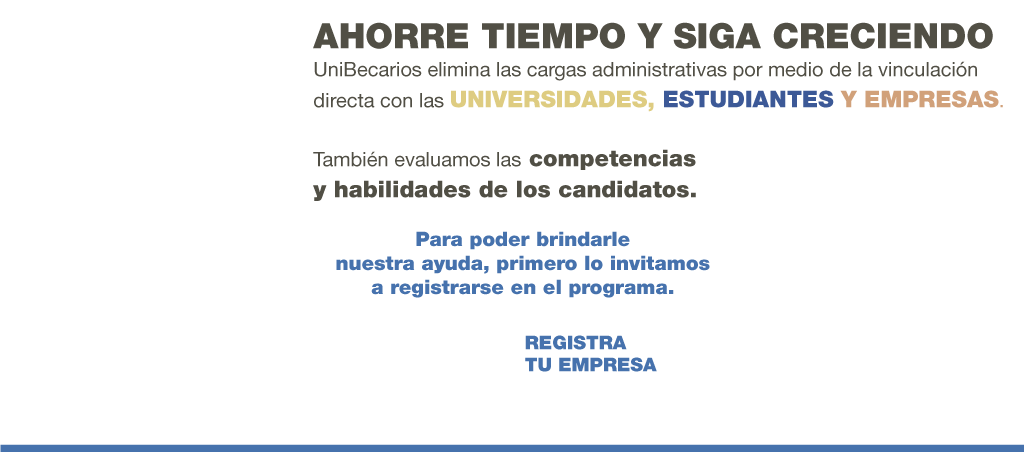 AHORRE TIEMPO Y SIGA CRECIENDO
UniBecarios elimina las cargas administrativas por medio de la vinculación
directa con las UNIVERSIDADES, ESTUDIANTES Y EMPRESAS.
También evaluamos las competencias
y habilidades de los candidatos.
Para poder brindarle
nuestra ayuda, primero lo invitamos
a registrarse en el programa.
REGISTRA
TU EMPRESA